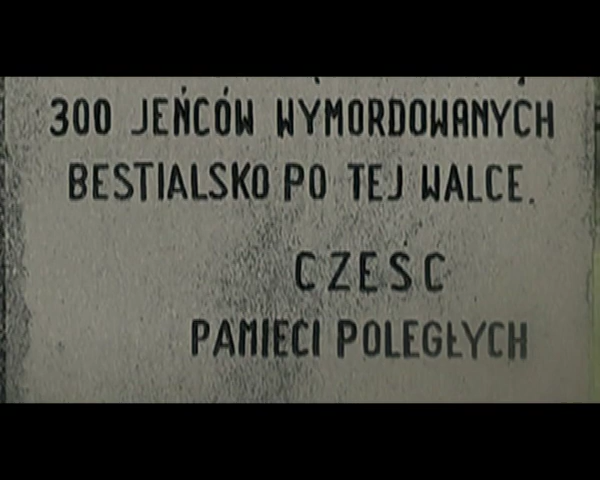 300 JEŃCÓW WYMORDOWANYCH
BESTIALSKO PO TEJ WALCE.
CZEŚC
PAMIECI POLEGŁYCH